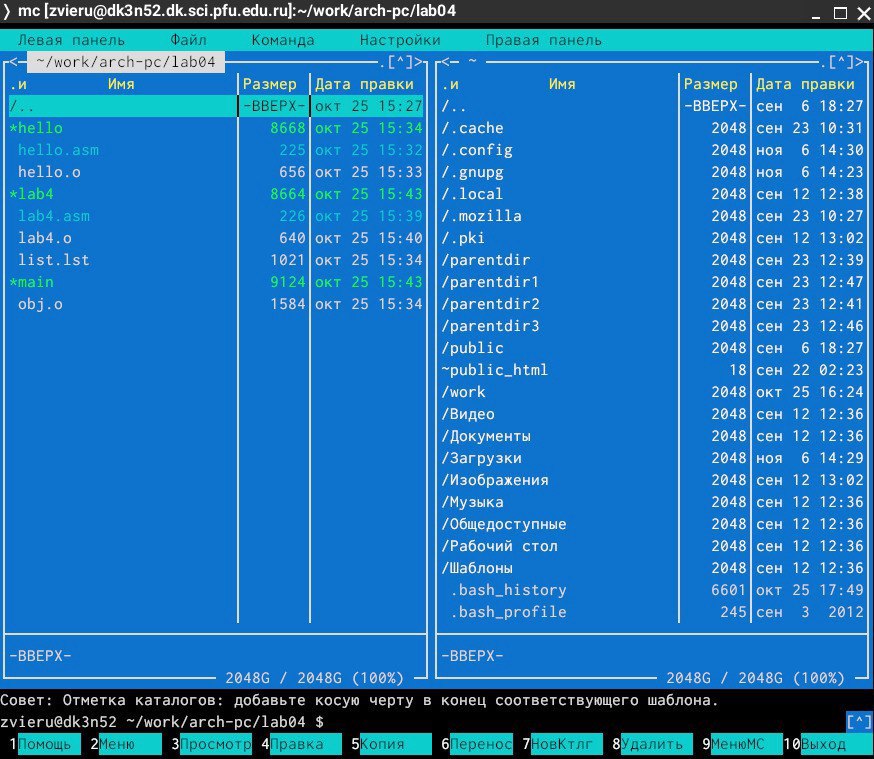 mc [zvieru@dk3n52.dk.sci.pfu.edu.ru]:~/work/arch-pc/lab04
Левая панель Файл Команда Настройки Правая панель
<- ~/work/arch-pc/lab04 .[^]>
.и Имя Размер Дата правки
/.. -ВВЕРХ- окт 25 15:27
*hello 8668 окт 25 15:34
hello.asm 225 окт 25 15:32
hello.o 656 окт 25 15:33
*lab4 8664 окт 25 15:43
lab4.asm 226 окт 25 15:39
lab4.o 640 окт 25 15:40
list.lst 1021 окт 25 15:34
*main 9124 окт 25 15:43
obj.o 1584 окт 25 15:34
-ВВЕРХ-
2048G / 2048G (100%)
<- ~ .[^]>
.и Имя Размер Дата правки
/.. -ВВЕРХ- сен 6 18:27
/.cache 2048 сен 23 10:31
/.config 2048 ноя 6 14:30
/.gnupg 2048 ноя 6 14:23
/.local 2048 сен 12 12:38
/.mozilla 2048 сен 23 10:27
/.pki 2048 сен 12 13:02
/parentdir 2048 сен 23 12:39
/parentdir1 2048 сен 23 12:47
/parentdir2 2048 сен 23 12:41
/parentdir3 2048 сен 23 12:46
/public 2048 сен 6 18:27
~public_html 18 сен 22 02:23
/work 2048 окт 25 16:24
/Видео 2048 сен 12 12:36
/Документы 2048 сен 12 12:36
/Загрузки 2048 ноя 6 14:29
/Изображения 2048 сен 12 13:02
/Музыка 2048 сен 12 12:36
/Общедоступные 2048 сен 12 12:36
/Рабочий стол 2048 сен 12 12:36
/Шаблоны 2048 сен 12 12:36
.bash_history 6601 окт 25 17:49
.bash_profile 245 сен 3 2012
-ВВЕРХ-
2048G / 2048G (100%)
Совет: Отметка каталогов: добавьте косую черту в конец соответствующего шаблона.
zvieru@dk3n52 ~/work/arch-pc/lab04 $ [^]
1Помощь 2Меню 3Просмотр 4Правка 5Копия 6Перенос 7НовКтлг 8Удалить 9МенюМС 10Выход